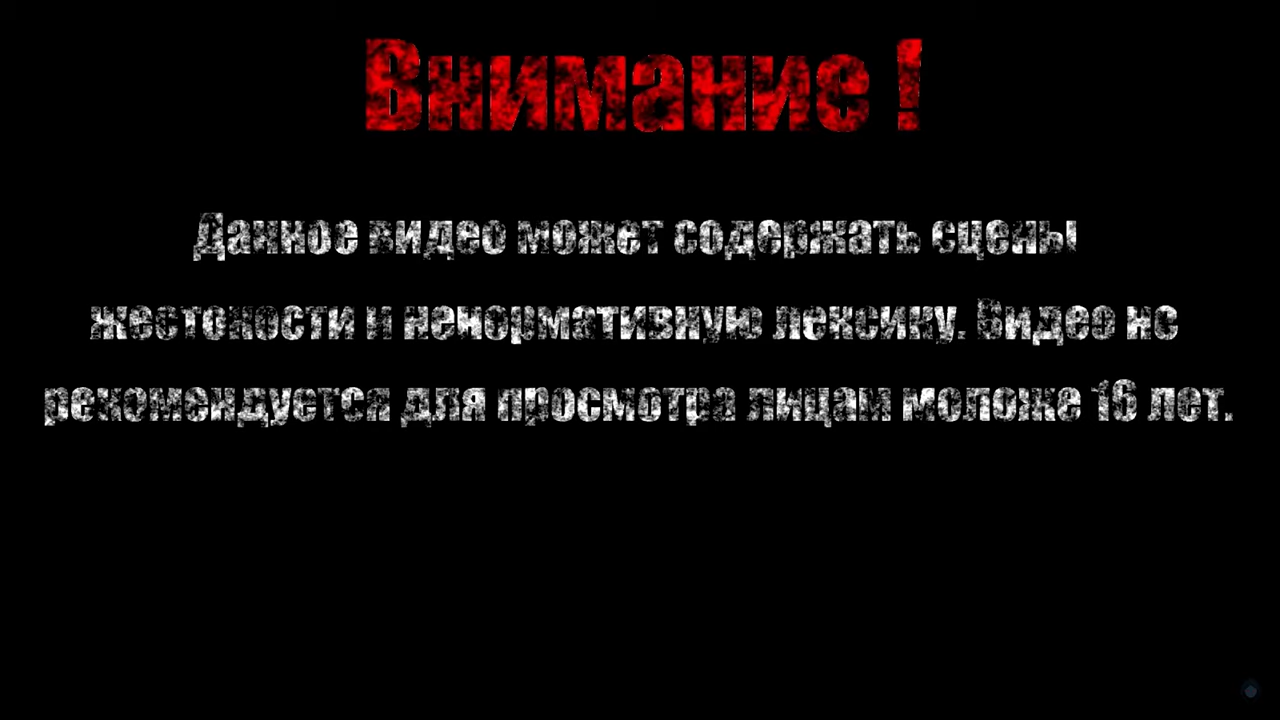 Внимание !
Данное видео может содержать сцены
жестокости и ненормативную лексику. Видео не
рекомендуется для просмотра лицам моложе 16 лет.